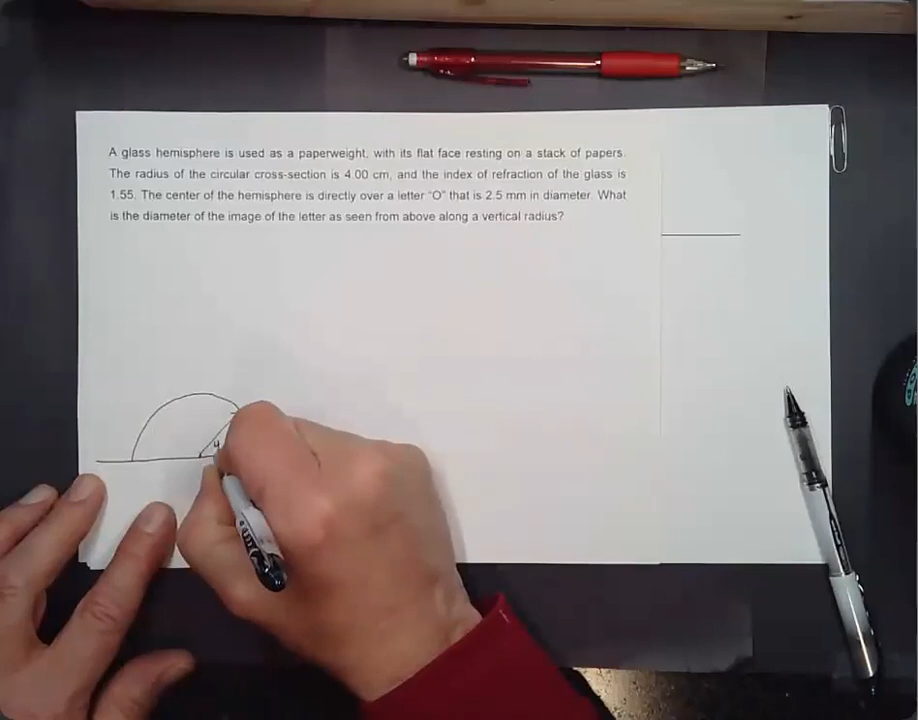 A glass hemisphere is used as a paperweight, with its flat face resting on a stack of papers.
The radius of the circular cross-section is 4.00 cm, and the index of refraction of the glass is
1.55. The center of the hemisphere is directly over a letter "O" that is 2.5 mm in diameter. What
is the diameter of the image of the letter as seen from above along a vertical radius?
4